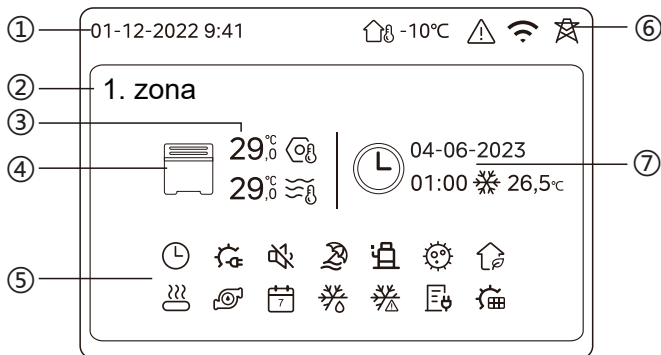 ① 01-12-2022 9:41 -10℃ ⑥
② 1. zona
③
④ 29,0 ℃
29,0 ℃
04-06-2023 ⑦
01:00 26,5℃
⑤
7